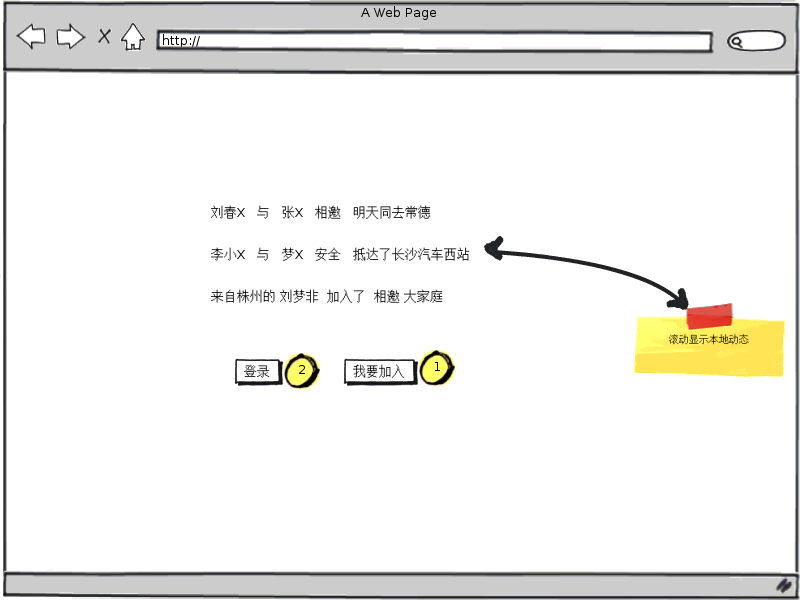 A Web Page
http://
刘春X 与 张X 相邀 明天同去常德
李小X 与 梦X 安全 抵达了长沙汽车西站
来自株州的 刘梦非 加入了 相邀 大家庭
滚动显示本地动态
登录 2 我要加入 1